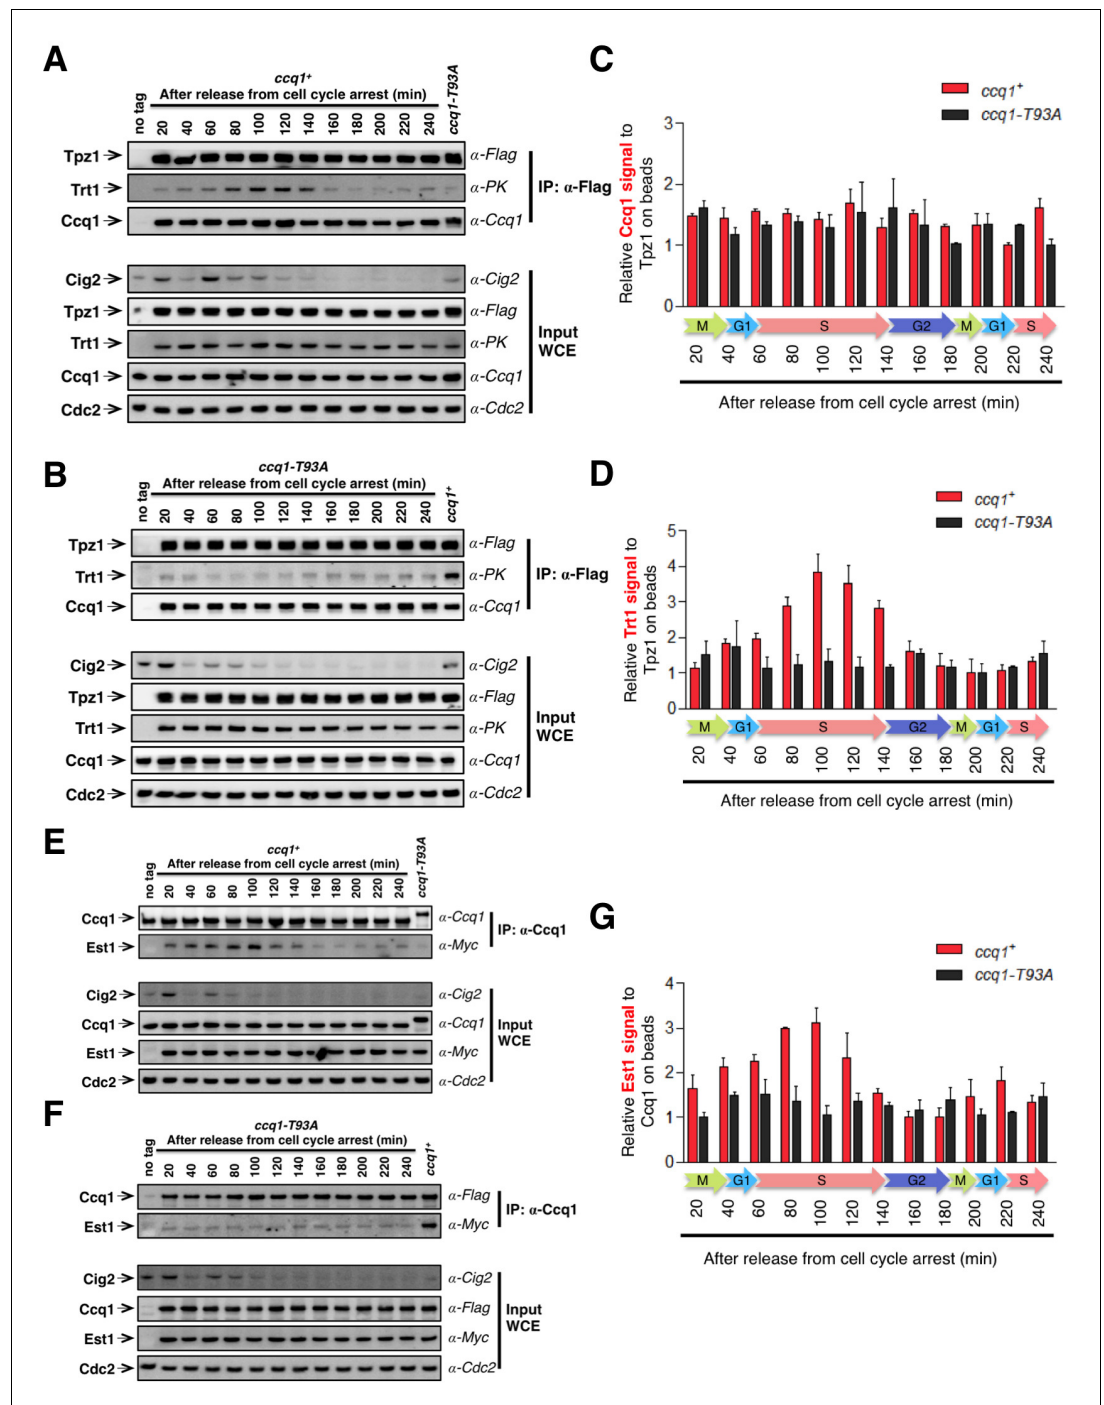 A
ccq1+
After release from cell cycle arrest (min)
no tag 20 40 60 80 100 120 140 160 180 200 220 240 ccq1-T93A
Tpz1 α-Flag
Trt1 α-PK IP: α-Flag
Ccq1 α-Ccq1
Cig2 α-Cig2
Tpz1 α-Flag
Trt1 α-PK Input WCE
Ccq1 α-Ccq1
Cdc2 α-Cdc2
C
ccq1+
ccq1-T93A
Relative Ccq1 signal to
Tpz1 on beads
3
2
1
0
M G1 S G2 M G1 S
20 40 60 80 100 120 140 160 180 200 220 240
After release from cell cycle arrest (min)
B
ccq1-T93A
After release from cell cycle arrest (min)
no tag 20 40 60 80 100 120 140 160 180 200 220 240 ccq1+
Tpz1 α-Flag
Trt1 α-PK IP: α-Flag
Ccq1 α-Ccq1
Cig2 α-Cig2
Tpz1 α-Flag
Trt1 α-PK Input WCE
Ccq1 α-Ccq1
Cdc2 α-Cdc2
D
ccq1+
ccq1-T93A
Relative Trt1 signal to
Tpz1 on beads
5
4
3
2
1
0
M G1 S G2 M G1 S
20 40 60 80 100 120 140 160 180 200 220 240
After release from cell cycle arrest (min)
E
ccq1+
After release from cell cycle arrest (min)
no tag 20 40 60 80 100 120 140 160 180 200 220 240 ccq1-T93A
Ccq1 α-Ccq1
IP: α-Ccq1
Est1 α-Myc
Cig2 α-Cig2
Ccq1 α-Ccq1 Input
WCE
Est1 α-Myc
Cdc2 α-Cdc2
F
ccq1-T93A
After release from cell cycle arrest (min)
no tag 20 40 60 80 100 120 140 160 180 200 220 240 ccq1+
Ccq1 α-Flag
IP: α-Ccq1
Est1 α-Myc
Cig2 α-Cig2
Ccq1 α-Flag Input
WCE
Est1 α-Myc
Cdc2 α-Cdc2
G
ccq1+
ccq1-T93A
Relative Est1 signal to
Ccq1 on beads
4
3
2
1
0
M G1 S G2 M G1 S
20 40 60 80 100 120 140 160 180 200 220 240
After release from cell cycle arrest (min)